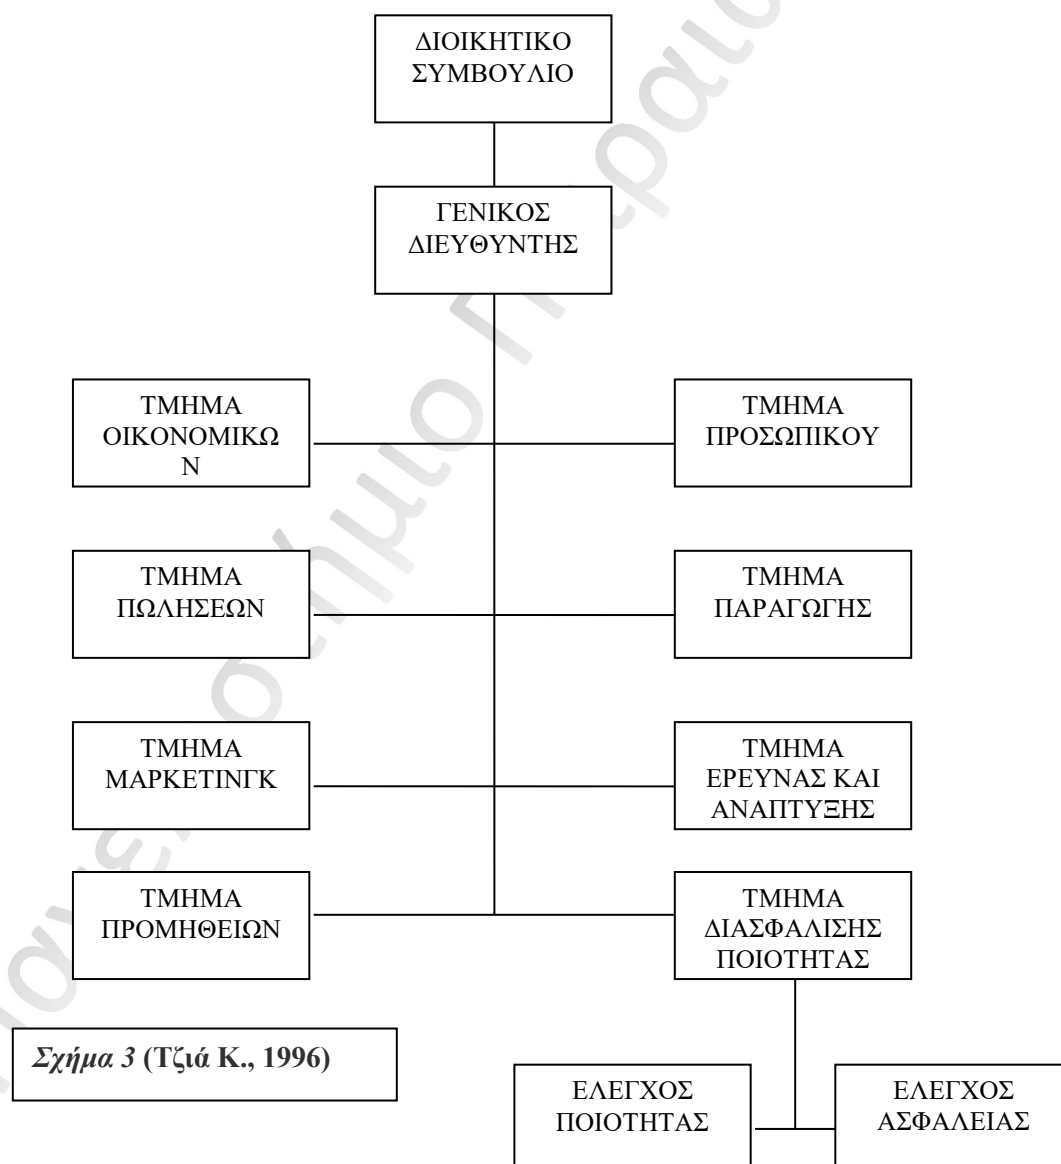 ΔΙΟΙΚΗΤΙΚΟ
ΣΥΜΒΟΥΛΙΟ
ΓΕΝΙΚΟΣ
ΔΙΕΥΘΥΝΤΗΣ
ΤΜΗΜΑ
ΟΙΚΟΝΟΜΙΚΩ
Ν
ΤΜΗΜΑ
ΠΡΟΣΩΠΙΚΟΥ
ΤΜΗΜΑ
ΠΩΛΗΣΕΩΝ
ΤΜΗΜΑ
ΠΑΡΑΓΩΓΗΣ
ΤΜΗΜΑ
ΜΑΡΚΕΤΙΝΓΚ
ΤΜΗΜΑ
ΕΡΕΥΝΑΣ ΚΑΙ
ΑΝΑΠΤΥΞΗΣ
ΤΜΗΜΑ
ΠΡΟΜΗΘΕΙΩΝ
ΤΜΗΜΑ
ΔΙΑΣΦΑΛΙΣΗΣ
ΠΟΙΟΤΗΤΑΣ
Σχήμα 3 (Τζιά Κ., 1996)
ΕΛΕΓΧΟΣ
ΠΟΙΟΤΗΤΑΣ
ΕΛΕΓΧΟΣ
ΑΣΦΑΛΕΙΑΣ